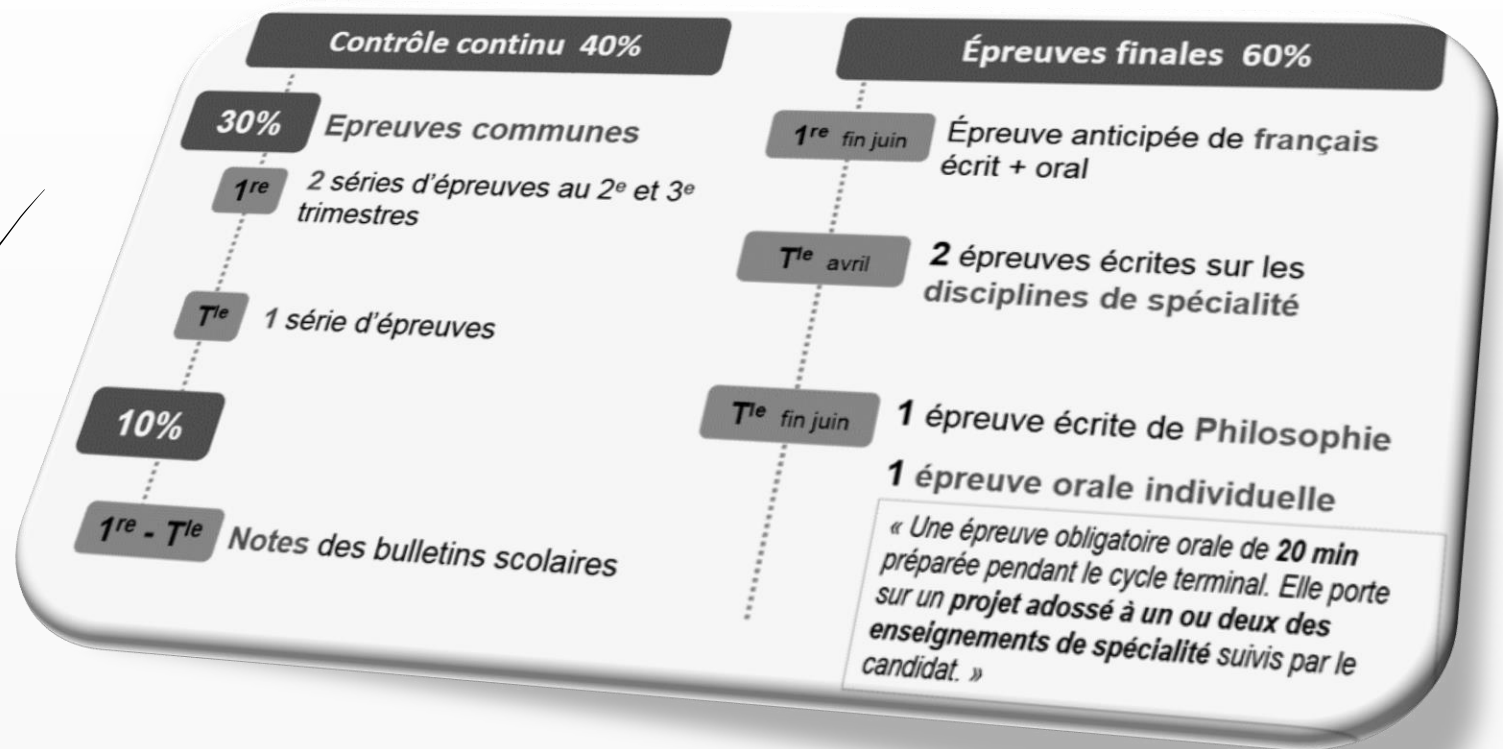 Contrôle continu 40%
30%
Epreuves communes
1re
2 séries d'épreuves au 2e et 3e
trimestres
Tle
1 série d'épreuves
10%
1re - Tle
Notes des bulletins scolaires
Épreuves finales 60%
1re fin juin
Épreuve anticipée de français
écrit + oral
Tle avril
2 épreuves écrites sur les
disciplines de spécialité
Tle fin juin
1 épreuve écrite de Philosophie
1 épreuve orale individuelle
« Une épreuve obligatoire orale de 20 min
préparée pendant le cycle terminal. Elle porte
sur un projet adossé à un ou deux des
enseignements de spécialité suivis par le
candidat. »